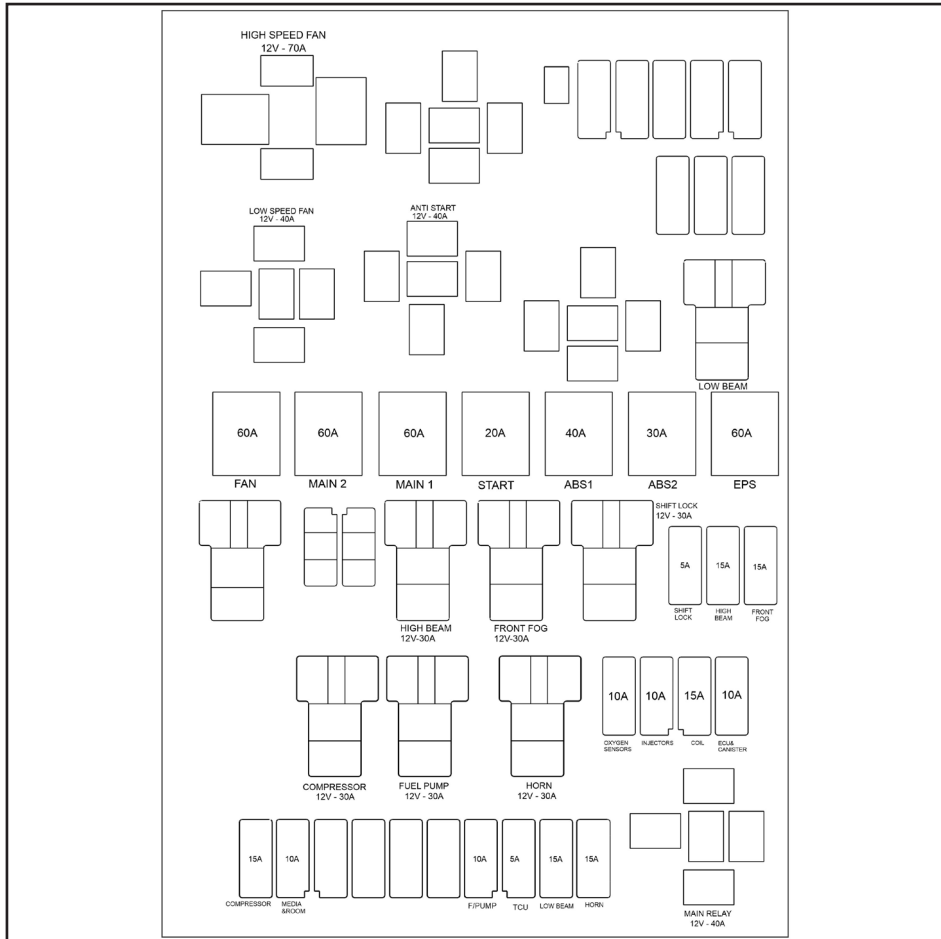 HIGH SPEED FAN
12V - 70A
LOW SPEED FAN
12V - 40A
ANTI START
12V - 40A
LOW BEAM
60A
60A
60A
20A
40A
30A
60A
FAN
MAIN 2
MAIN 1
START
ABS1
ABS2
EPS
SHIFT LOCK
12V - 30A
5A
15A
15A
SHIFT
LOCK
HIGH
BEAM
FRONT
FOG
HIGH BEAM
12V-30A
FRONT FOG
12V-30A
10A
10A
15A
10A
OXYGEN
SENSORS
INJECTORS
COIL
ECU&
CANISTER
COMPRESSOR
12V - 30A
FUEL PUMP
12V - 30A
HORN
12V - 30A
15A
10A
10A
5A
15A
15A
COMPRESSOR
MEDIA
&ROOM
F/PUMP
TCU
LOW BEAM
HORN
MAIN RELAY
12V - 40A